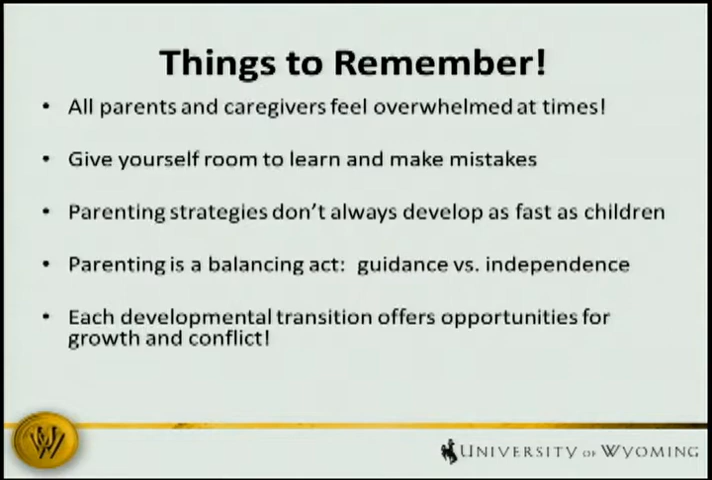 Things to Remember!
• All parents and caregivers feel overwhelmed at times!
• Give yourself room to learn and make mistakes
• Parenting strategies don't always develop as fast as children
• Parenting is a balancing act:  guidance vs. independence
• Each developmental transition offers opportunities for
growth and conflict!
UW
UNIVERSITY OF WYOMING